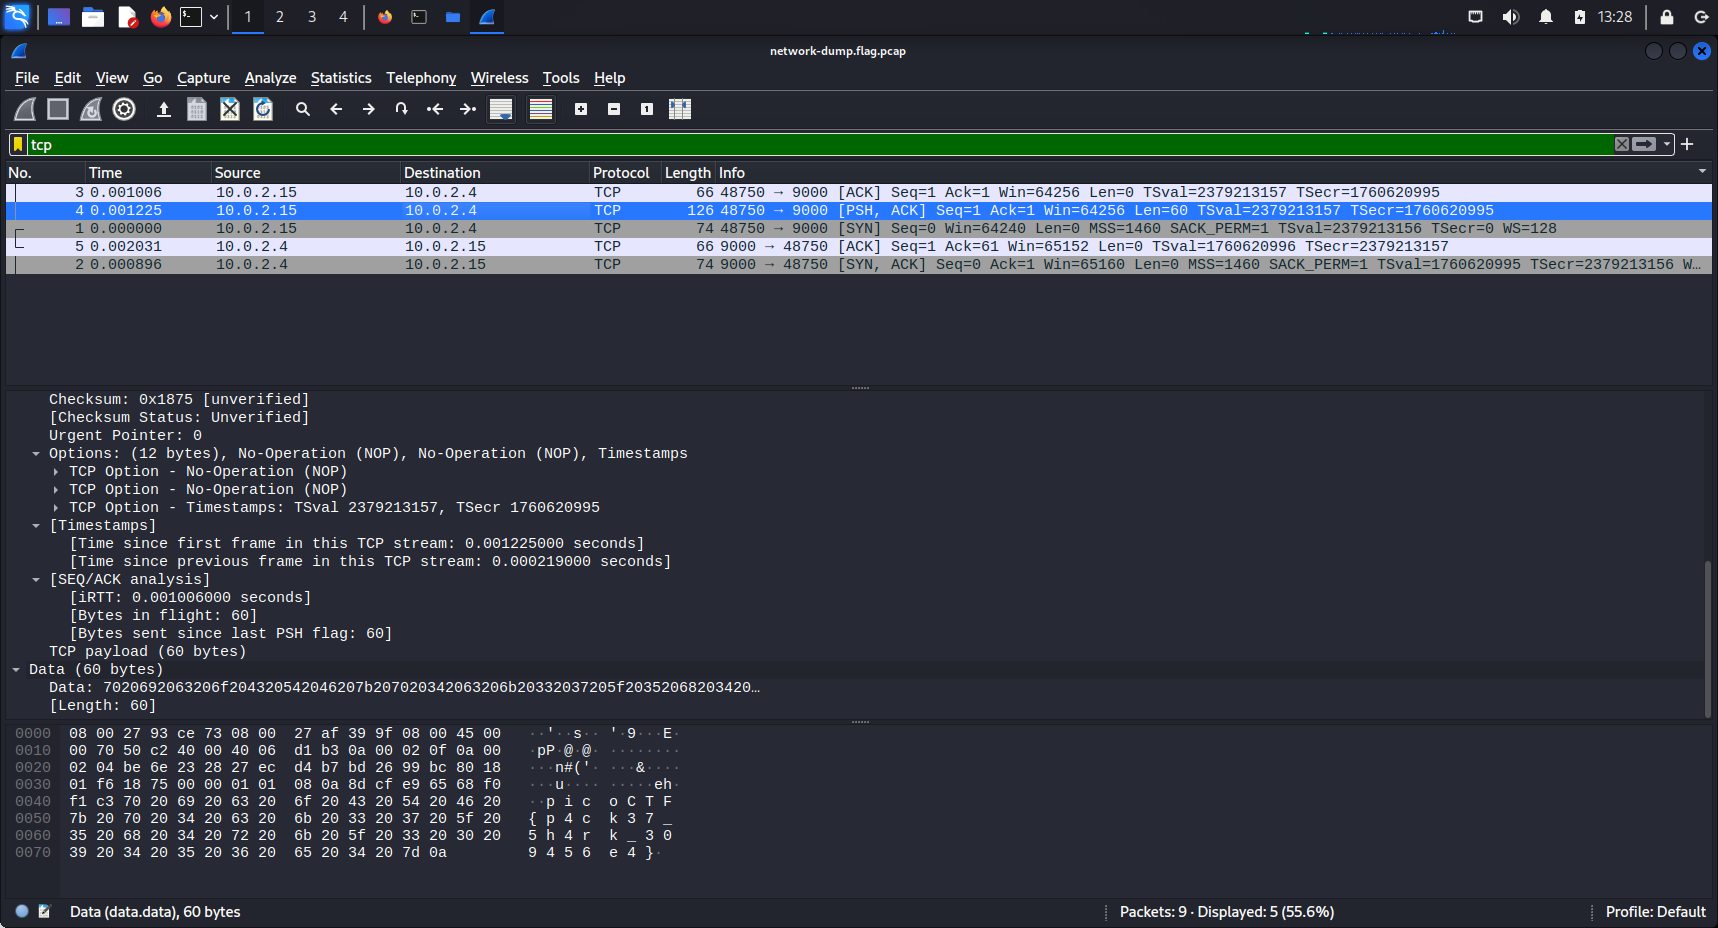 1 2 3 4 13:28
network-dump.flag.pcap
File Edit View Go Capture Analyze Statistics Telephony Wireless Tools Help
tcp
No. Time Source Destination Protocol Length Info
3 0.001006 10.0.2.15 10.0.2.4 TCP 66 48750 → 9000 [ACK] Seq=1 Ack=1 Win=64256 Len=0 TSval=2379213157 TSecr=1760620995
4 0.001225 10.0.2.15 10.0.2.4 TCP 126 48750 → 9000 [PSH, ACK] Seq=1 Ack=1 Win=64256 Len=60 TSval=2379213157 TSecr=1760620995
1 0.000000 10.0.2.15 10.0.2.4 TCP 74 48750 → 9000 [SYN] Seq=0 Win=64240 Len=0 MSS=1460 SACK_PERM=1 TSval=2379213156 TSecr=0 WS=128
5 0.002031 10.0.2.4 10.0.2.15 TCP 66 9000 → 48750 [ACK] Seq=1 Ack=61 Win=65152 Len=0 TSval=1760620996 TSecr=2379213157
2 0.000896 10.0.2.4 10.0.2.15 TCP 74 9000 → 48750 [SYN, ACK] Seq=0 Ack=1 Win=65160 Len=0 MSS=1460 SACK_PERM=1 TSval=1760620995 TSecr=2379213156 W…
Checksum: 0x1875 [unverified]
[Checksum Status: Unverified]
Urgent Pointer: 0
Options: (12 bytes), No-Operation (NOP), No-Operation (NOP), Timestamps
TCP Option - No-Operation (NOP)
TCP Option - No-Operation (NOP)
TCP Option - Timestamps: TSval 2379213157, TSecr 1760620995
[Timestamps]
[Time since first frame in this TCP stream: 0.001225000 seconds]
[Time since previous frame in this TCP stream: 0.000219000 seconds]
[SEQ/ACK analysis]
[iRTT: 0.001006000 seconds]
[Bytes in flight: 60]
[Bytes sent since last PSH flag: 60]
TCP payload (60 bytes)
Data (60 bytes)
Data: 7020692063206f204320542046207b207020342063206b20332037205f20352068203420…
[Length: 60]
0000 08 00 27 93 ce 73 08 00 27 af 39 9f 08 00 45 00 ··'··s·· '·9···E·
0010 00 70 50 c2 40 00 40 06 d1 b3 0a 00 02 0f 0a 00 ·pP·@·@· ········
0020 02 04 be 6e 23 28 27 ec d4 b7 bd 26 99 bc 80 18 ···n#('· ···&····
0030 01 f6 18 75 00 00 01 01 08 0a 8d cf e9 65 68 f0 ···u···· ·····eh·
0040 f1 c3 70 20 69 20 63 20 6f 20 43 20 54 20 46 20 ··p i c o C T F
0050 7b 20 70 20 34 20 63 20 6b 20 33 20 37 20 5f 20 { p 4 c k 3 7 _
0060 35 20 68 20 34 20 72 20 6b 20 5f 20 33 20 30 20 5 h 4 r k _ 3 0
0070 39 20 34 20 35 20 36 20 65 20 34 20 7d 0a 9 4 5 6 e 4 }·
Data (data.data), 60 bytes Packets: 9 · Displayed: 5 (55.6%) Profile: Default